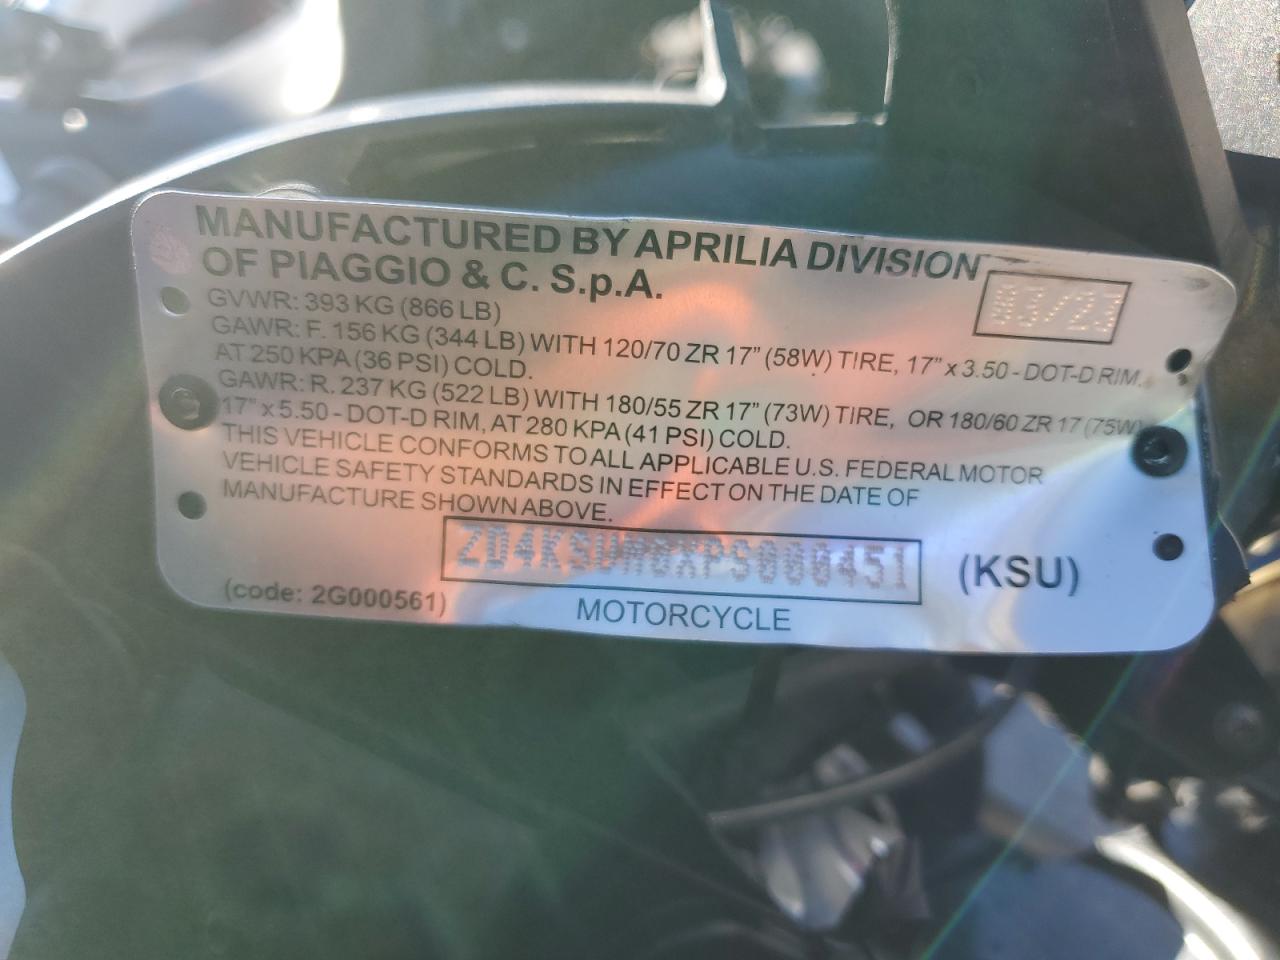 MANUFACTURED BY APRILIA DIVISION
OF PIAGGIO & C. S.p.A.
03/23
GVWR: 393 KG (866 LB)
GAWR: F. 156 KG (344 LB) WITH 120/70 ZR 17" (58W) TIRE, 17" x 3.50 - DOT-D RIM.
AT 250 KPA (36 PSI) COLD.
GAWR: R. 237 KG (522 LB) WITH 180/55 ZR 17" (73W) TIRE, OR 180/60 ZR 17 (75W)
17" x 5.50 - DOT-D RIM, AT 280 KPA (41 PSI) COLD.
THIS VEHICLE CONFORMS TO ALL APPLICABLE U.S. FEDERAL MOTOR
VEHICLE SAFETY STANDARDS IN EFFECT ON THE DATE OF
MANUFACTURE SHOWN ABOVE.
ZD4KSUM0XPS000451
(KSU)
(code: 2G000561)
MOTORCYCLE